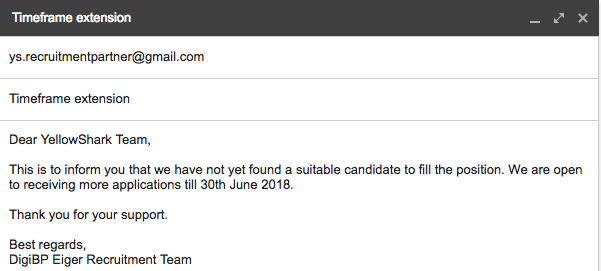 Timeframe extension
ys.recruitmentpartner@gmail.com
Timeframe extension
Dear YellowShark Team,
This is to inform you that we have not yet found a suitable candidate to fill the position. We are open
to receiving more applications till 30th June 2018.
Thank you for your support.
Best regards,
DigiBP Eiger Recruitment Team